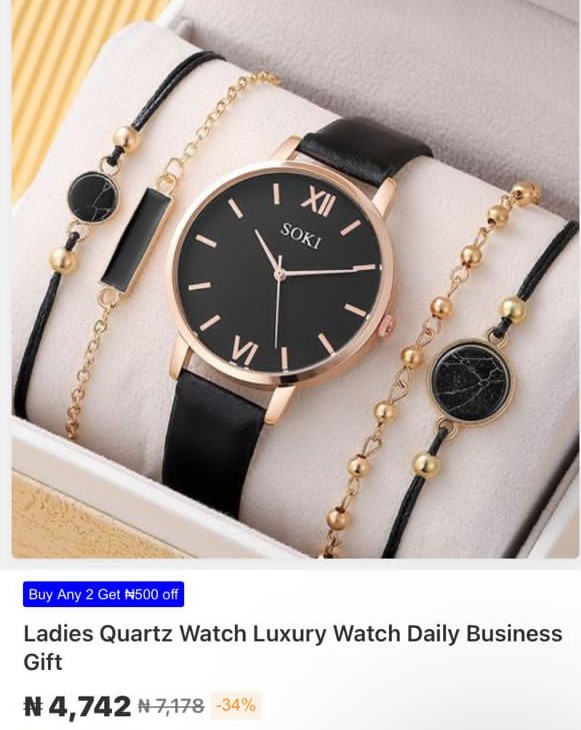 XII
SOKI
VI
Buy Any 2 Get ₦500 off
Ladies Quartz Watch Luxury Watch Daily Business
Gift
₦ 4,742 ₦ 7,178 -34%